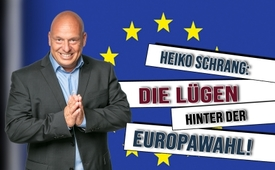 HEIKO SCHRANG:
DIE LÜGEN
HINTER DER
EUROPAWAHL!